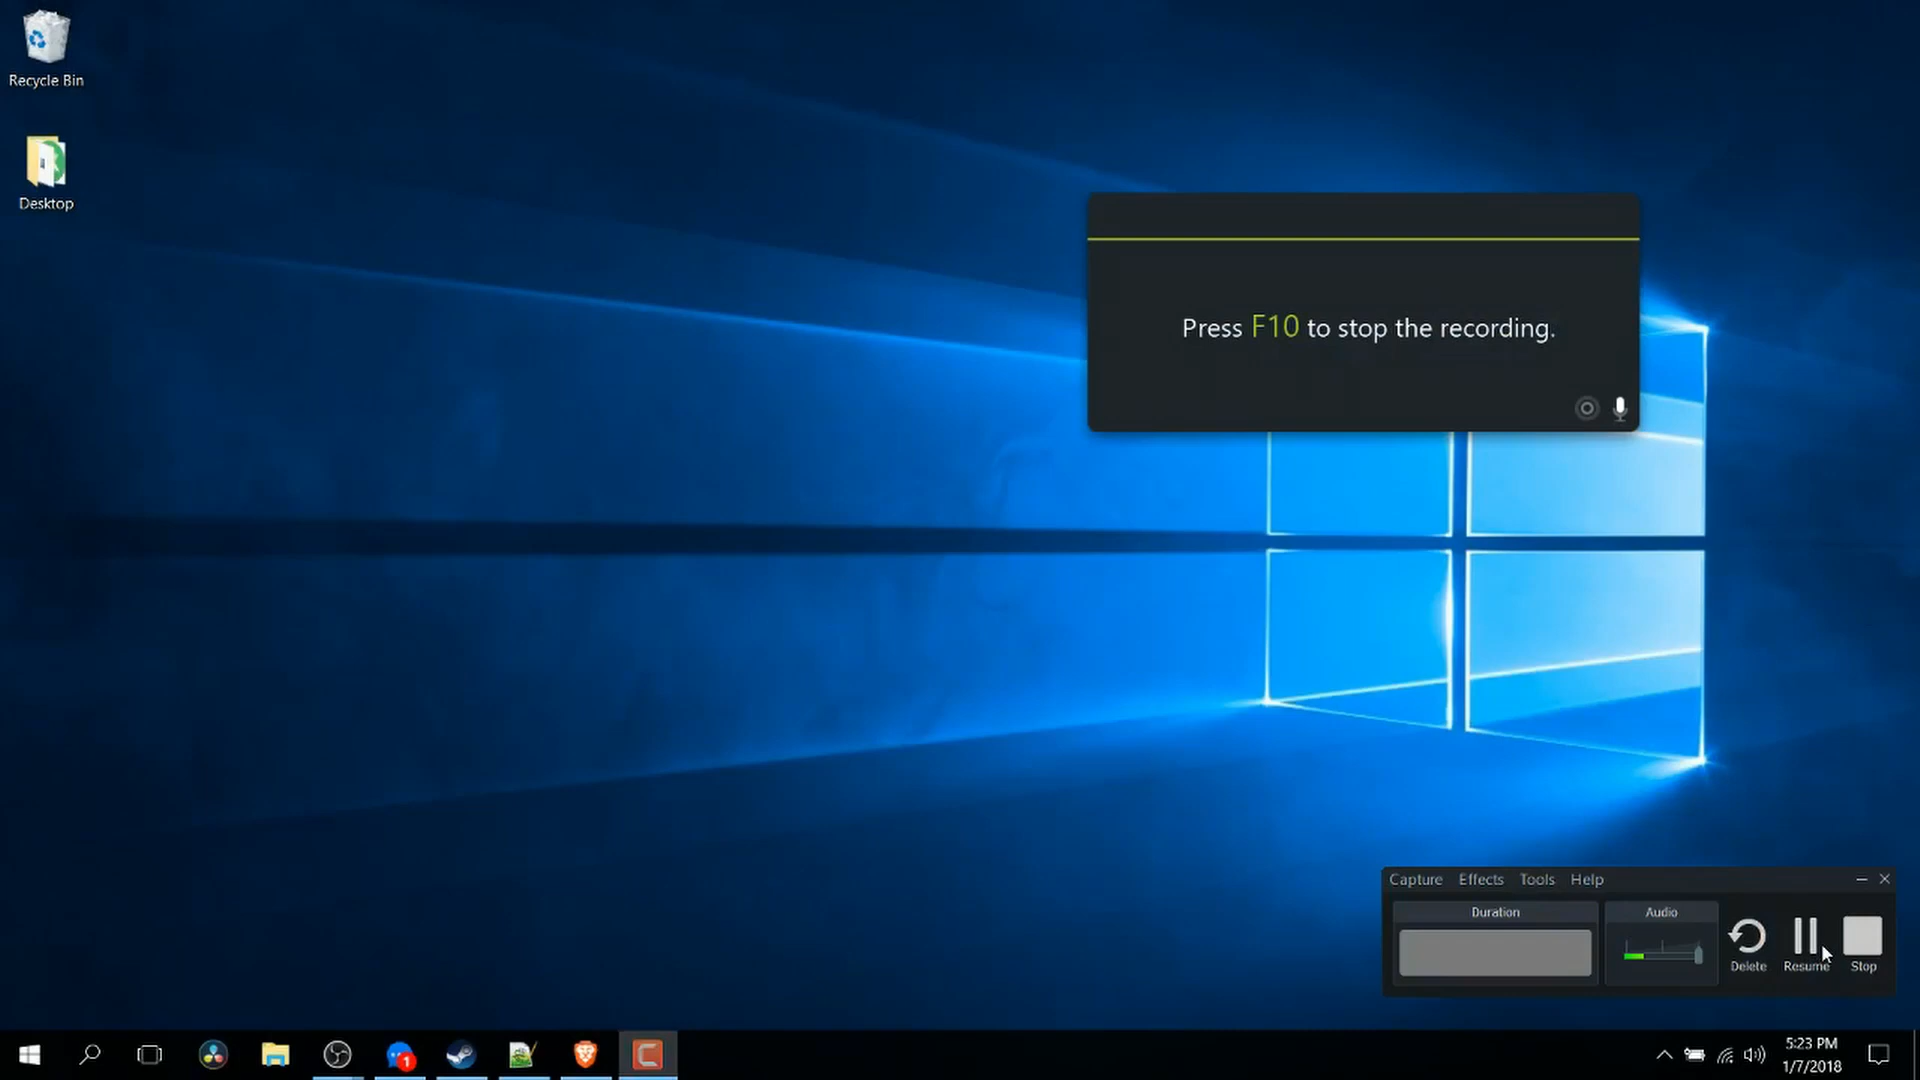 Recycle Bin
Desktop
Press F10 to stop the recording.
Capture Effects Tools Help
Duration
Audio
Delete
Resume
Stop
1
5:23 PM
1/7/2018